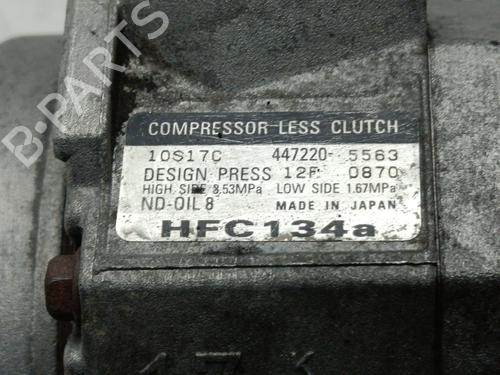 B-PARTS
COMPRESSOR LESS CLUTCH
10S17C 447220-5563
DESIGN PRESS 12F 0870
HIGH SIDE 3.53MPa LOW SIDE 1.67MPa
ND-OIL 8 MADE IN JAPAN
HFC134a